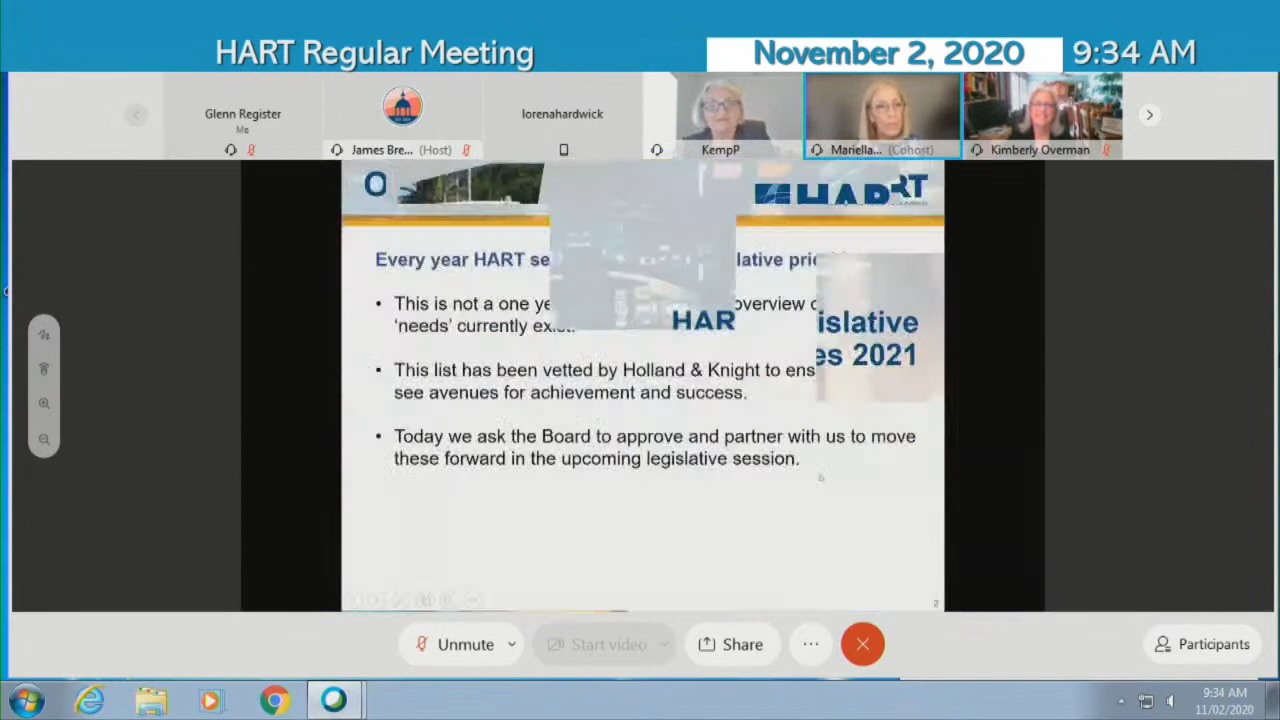 HART Regular Meeting
November 2, 2020
9:34 AM
Glenn Register
Me
James Bre... (Host)
lorenahardwick
KempP
Mariella... (Cohost)
Kimberly Overman
O
HART
Every year HART se
lative
This is not a one ye
overview
‘needs’ currently exist.
HAR
islative
es 2021
• This list has been vetted by Holland & Knight to ens
see avenues for achievement and success.
• Today we ask the Board to approve and partner with us to move
these forward in the upcoming legislative session.
2
Unmute
Start video
Share
Participants
9:34 AM
11/02/2020